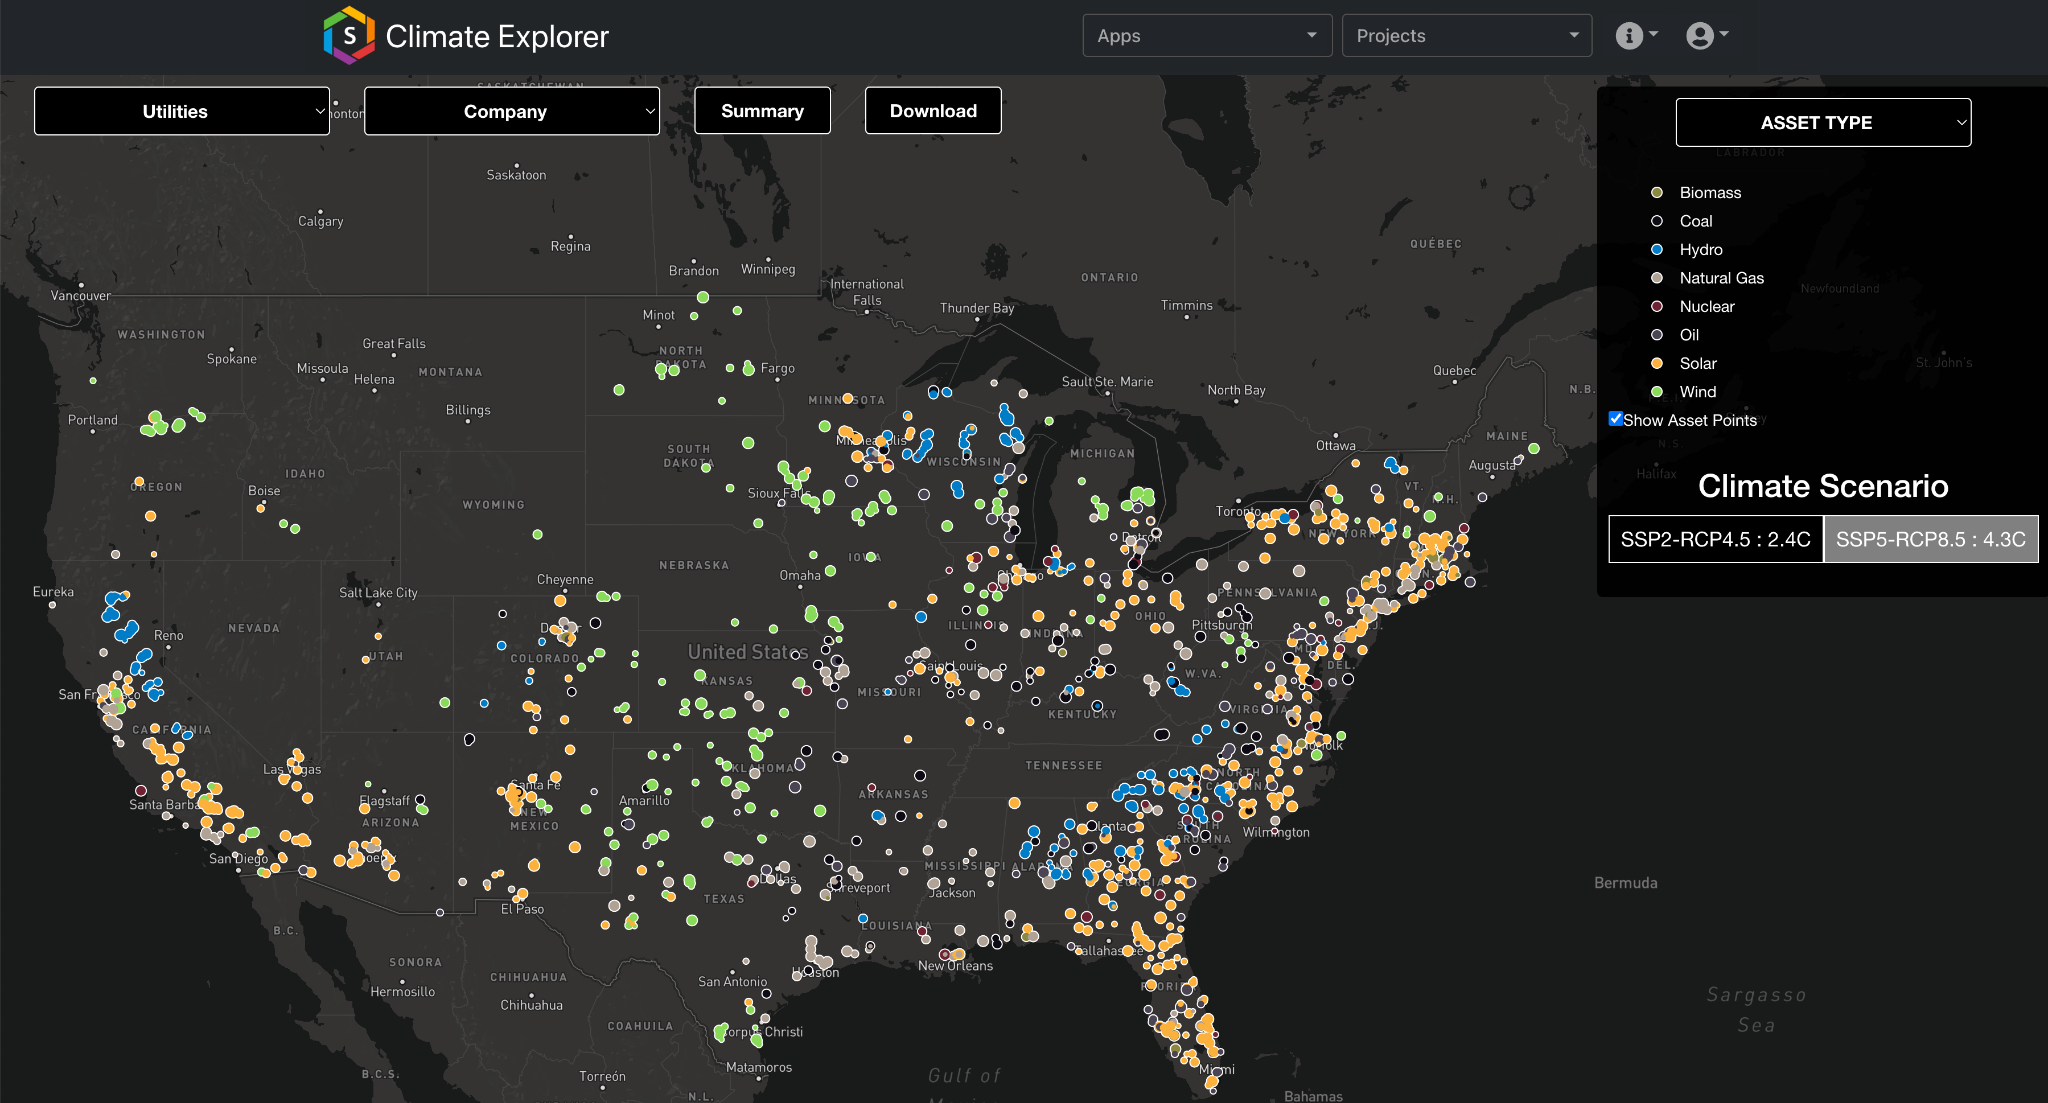 S Climate Explorer
Apps
Projects
Utilities
Company
Summary
Download
ASSET TYPE
Biomass
Coal
Hydro
Natural Gas
Nuclear
Oil
Solar
Wind
Show Asset Points
Climate Scenario
SSP2-RCP4.5 : 2.4C
SSP5-RCP8.5 : 4.3C
SASKATCHEWAN
Saskatoon
Calgary
Regina
Brandon
Winnipeg
International
Falls
Thunder Bay
ONTARIO
Timmins
QUÉBEC
LABRADOR
Newfoundland
St. John's
Vancouver
WASHINGTON
Spokane
Great Falls
Missoula
Helena
MONTANA
Minot
NORTH
DAKOTA
Fargo
Sault Ste. Marie
North Bay
Quebec
N.B.
Portland
Billings
MINNESOTA
Minneapolis
WISCONSIN
MICHIGAN
Ottawa
MAINE
Augusta
N.S.
Halifax
OREGON
IDAHO
Boise
WYOMING
SOUTH
DAKOTA
Sioux Falls
Toronto
VT.
N.H.
NEW YORK
Detroit
IOWA
NEBRASKA
Omaha
Eureka
Salt Lake City
Cheyenne
PENNSYLVANIA
OHIO
Pittsburgh
ILLINOIS
INDIANA
Reno
NEVADA
UTAH
COLORADO
United States
KANSAS
MISSOURI
Saint Louis
W.VA.
MD.
DEL.
N.J.
San Francisco
CALIFORNIA
KENTUCKY
VIRGINIA
Norfolk
Las Vegas
Santa Fe
OKLAHOMA
TENNESSEE
NORTH
CAROLINA
Santa Barba
Flagstaff
ARIZONA
NEW
MEXICO
Amarillo
ARKANSAS
Atlanta
SOUTH
CAROLINA
Wilmington
San Diego
Phoenix
El Paso
TEXAS
Dallas
Shreveport
MISSISSIPPI
ALABAMA
Jackson
GEORGIA
Bermuda
B.C.
LOUISIANA
Tallahassee
SONORA
Hermosillo
CHIHUAHUA
Chihuahua
San Antonio
Houston
New Orleans
FLORIDA
Sargasso
Sea
COAHUILA
Corpus Christi
B.C.S.
Torreón
Matamoros
N.L.
Gulf of
Miami
Bahamas